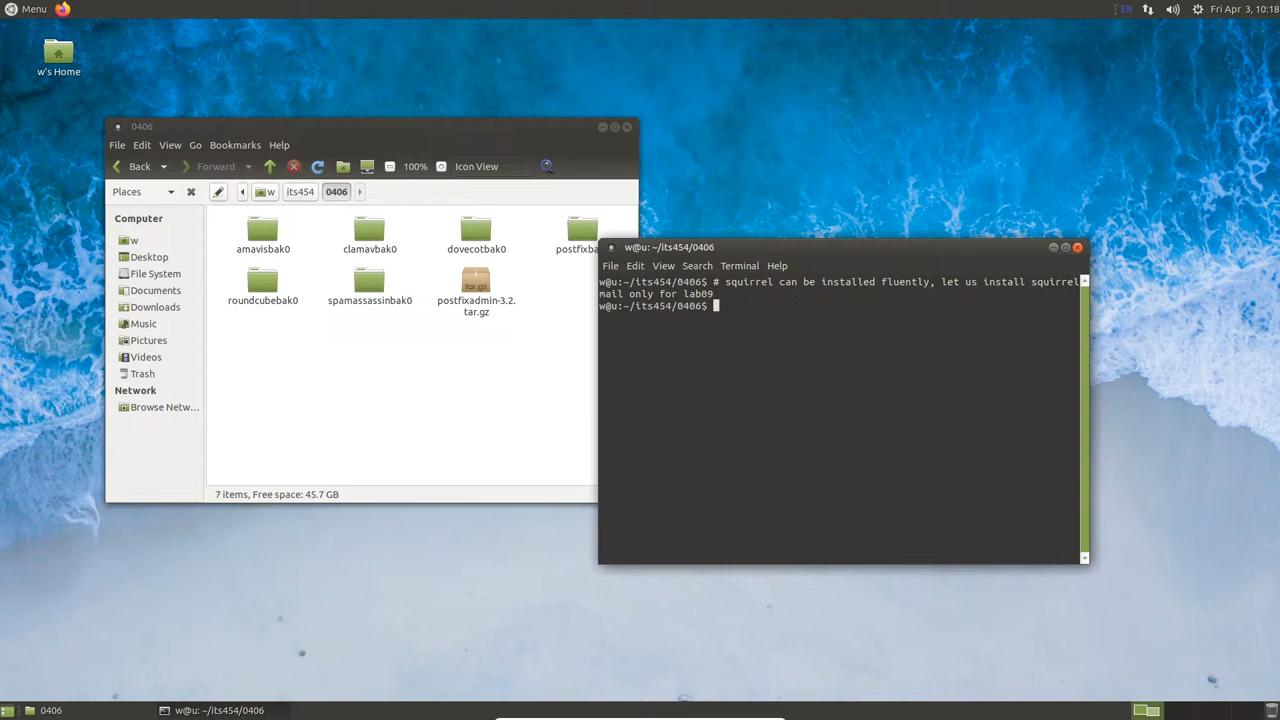 Menu
EN
Fri Apr 3, 10:18
w's Home
0406
File Edit View Go Bookmarks Help
Back Forward 100% Icon View
Places w its454 0406
Computer
w
Desktop
File System
Documents
Downloads
Music
Pictures
Videos
Trash
Network
Browse Netw...
amavisbak0 clamavbak0 dovecotbak0 postfixba
roundcubebak0 spamassassinbak0 postfixadmin-3.2.
tar.gz
tar.gz
7 items, Free space: 45.7 GB
w@u: ~/its454/0406
File Edit View Search Terminal Help
w@u:~/its454/0406$ # squirrel can be installed fluently, let us install squirrel
mail only for lab09
w@u:~/its454/0406$
0406
w@u: ~/its454/0406